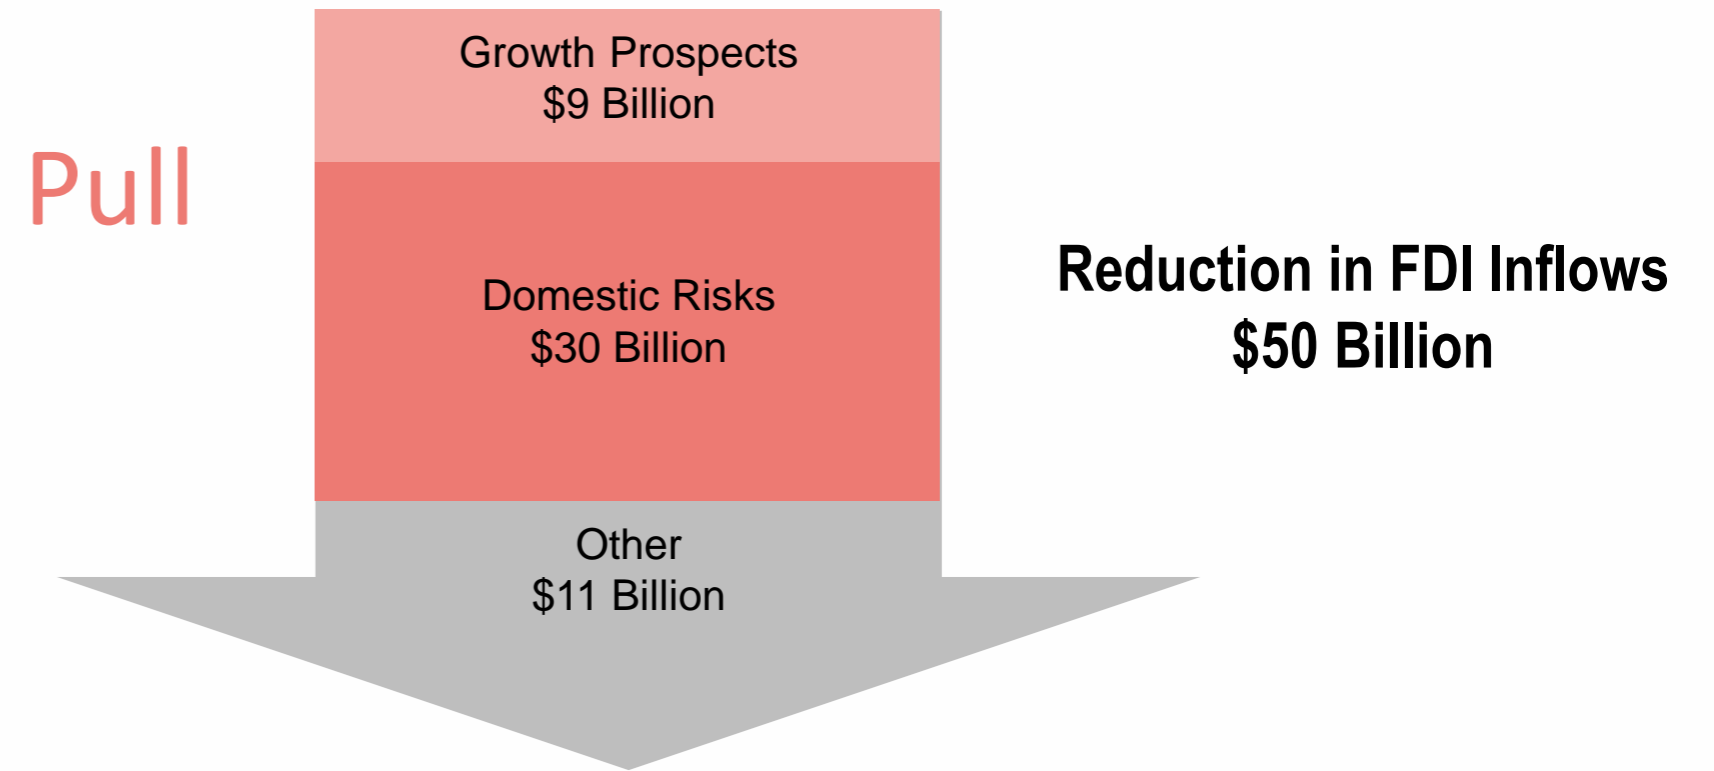 Growth Prospects
$9 Billion
Pull
Domestic Risks
$30 Billion
Reduction in FDI Inflows
$50 Billion
Other
$11 Billion